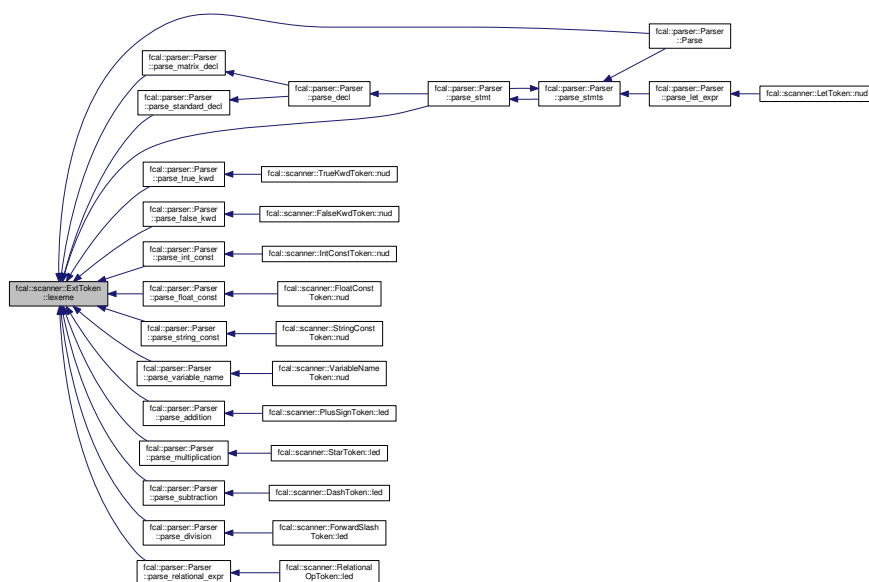 fcal::parser::Parser
::Parse
fcal::parser::Parser
::parse_matrix_decl
fcal::parser::Parser
::parse_standard_decl
fcal::parser::Parser
::parse_decl
fcal::parser::Parser
::parse_stmt
fcal::parser::Parser
::parse_stmts
fcal::parser::Parser
::parse_let_expr
fcal::scanner::LetToken::nud
fcal::parser::Parser
::parse_true_kwd
fcal::scanner::TrueKwdToken::nud
fcal::parser::Parser
::parse_false_kwd
fcal::scanner::FalseKwdToken::nud
fcal::parser::Parser
::parse_int_const
fcal::scanner::IntConstToken::nud
fcal::scanner::ExtToken
::lexeme
fcal::parser::Parser
::parse_float_const
fcal::scanner::FloatConst
Token::nud
fcal::parser::Parser
::parse_string_const
fcal::scanner::StringConst
Token::nud
fcal::parser::Parser
::parse_variable_name
fcal::scanner::VariableName
Token::nud
fcal::parser::Parser
::parse_addition
fcal::scanner::PlusSignToken::led
fcal::parser::Parser
::parse_multiplication
fcal::scanner::StarToken::led
fcal::parser::Parser
::parse_subtraction
fcal::scanner::DashToken::led
fcal::parser::Parser
::parse_division
fcal::scanner::ForwardSlash
Token::led
fcal::parser::Parser
::parse_relational_expr
fcal::scanner::Relational
OpToken::led